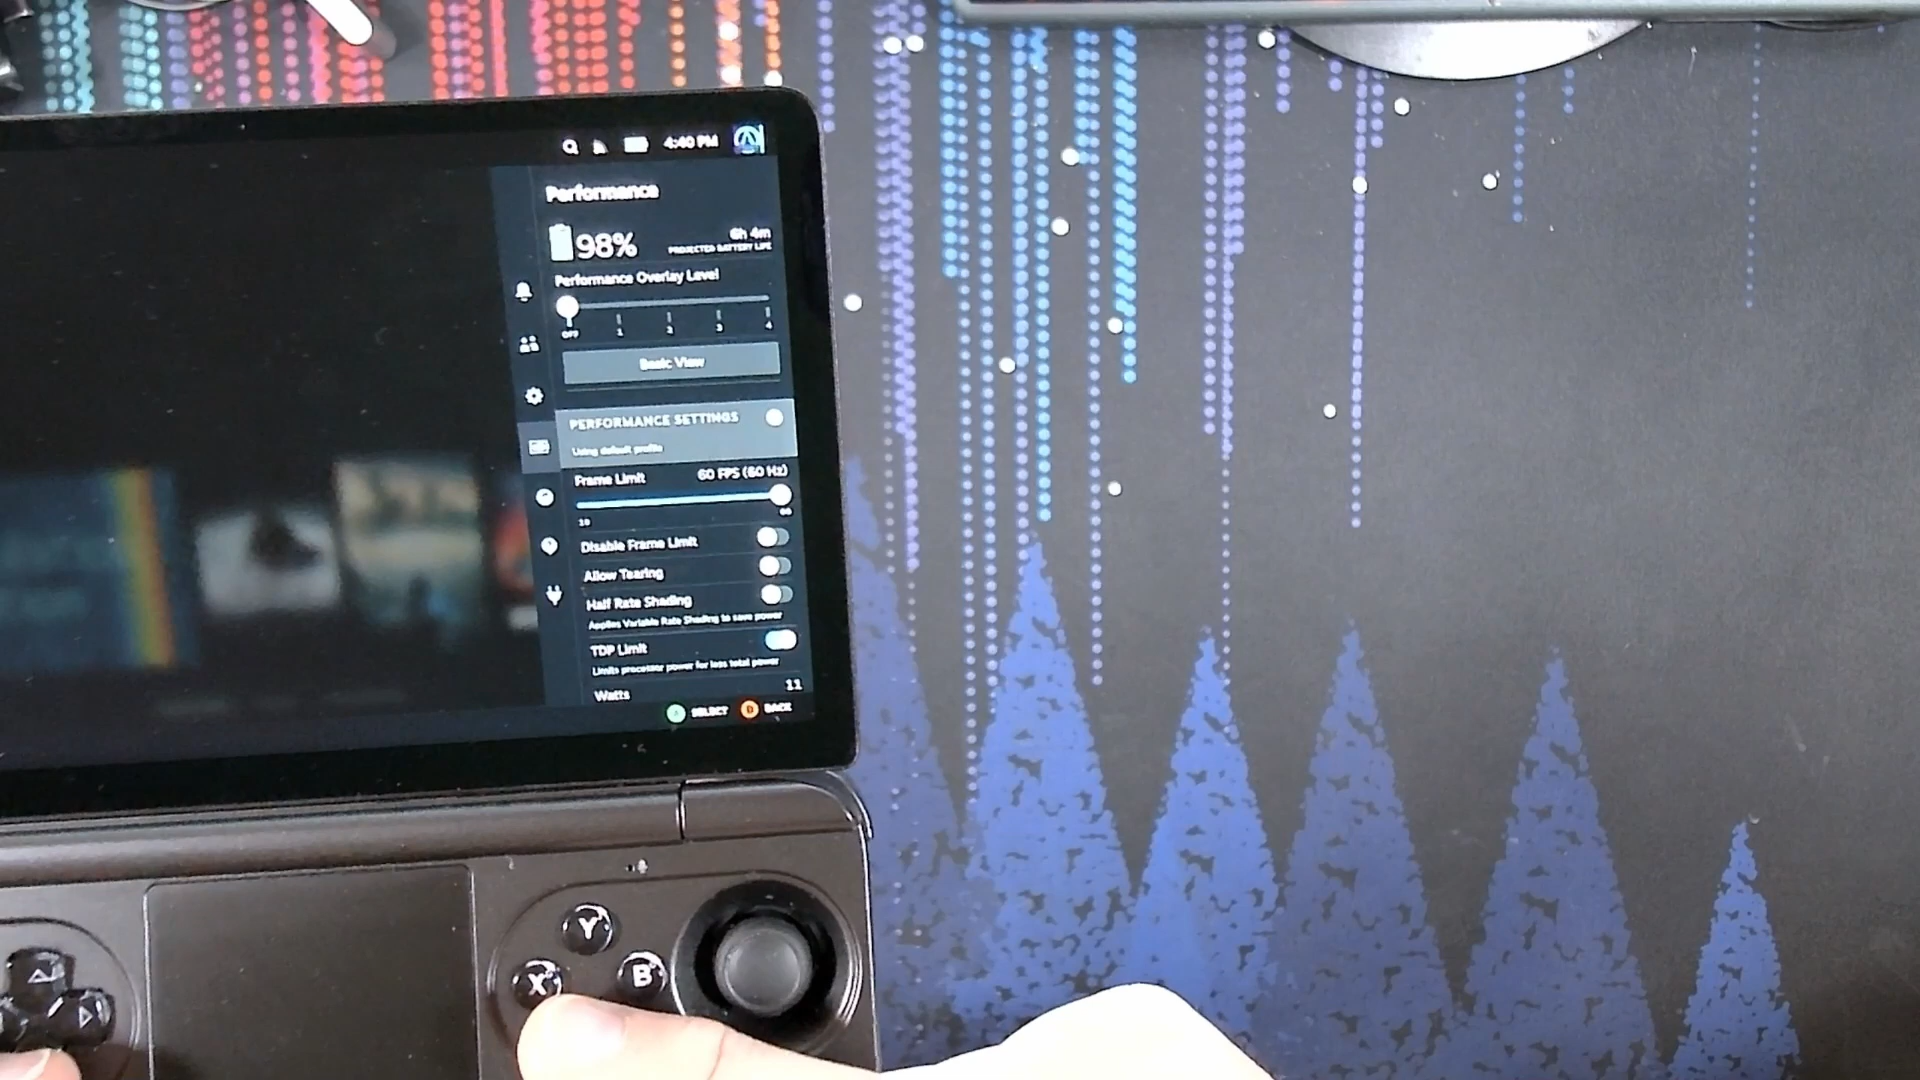 4:40 PM
Performance
98%
6h 4m
PROJECTED BATTERY LIFE
Performance Overlay Level
OFF 1 2 3 4
Basic View
PERFORMANCE SETTINGS
Using default profile
Frame Limit 60 FPS (60 Hz)
Disable Frame Limit
Allow Tearing
Half Rate Shading
Applies Variable Rate Shading to save power
TDP Limit
Limits processor power for less total power
Watts 11
SELECT BACK
Y
X B